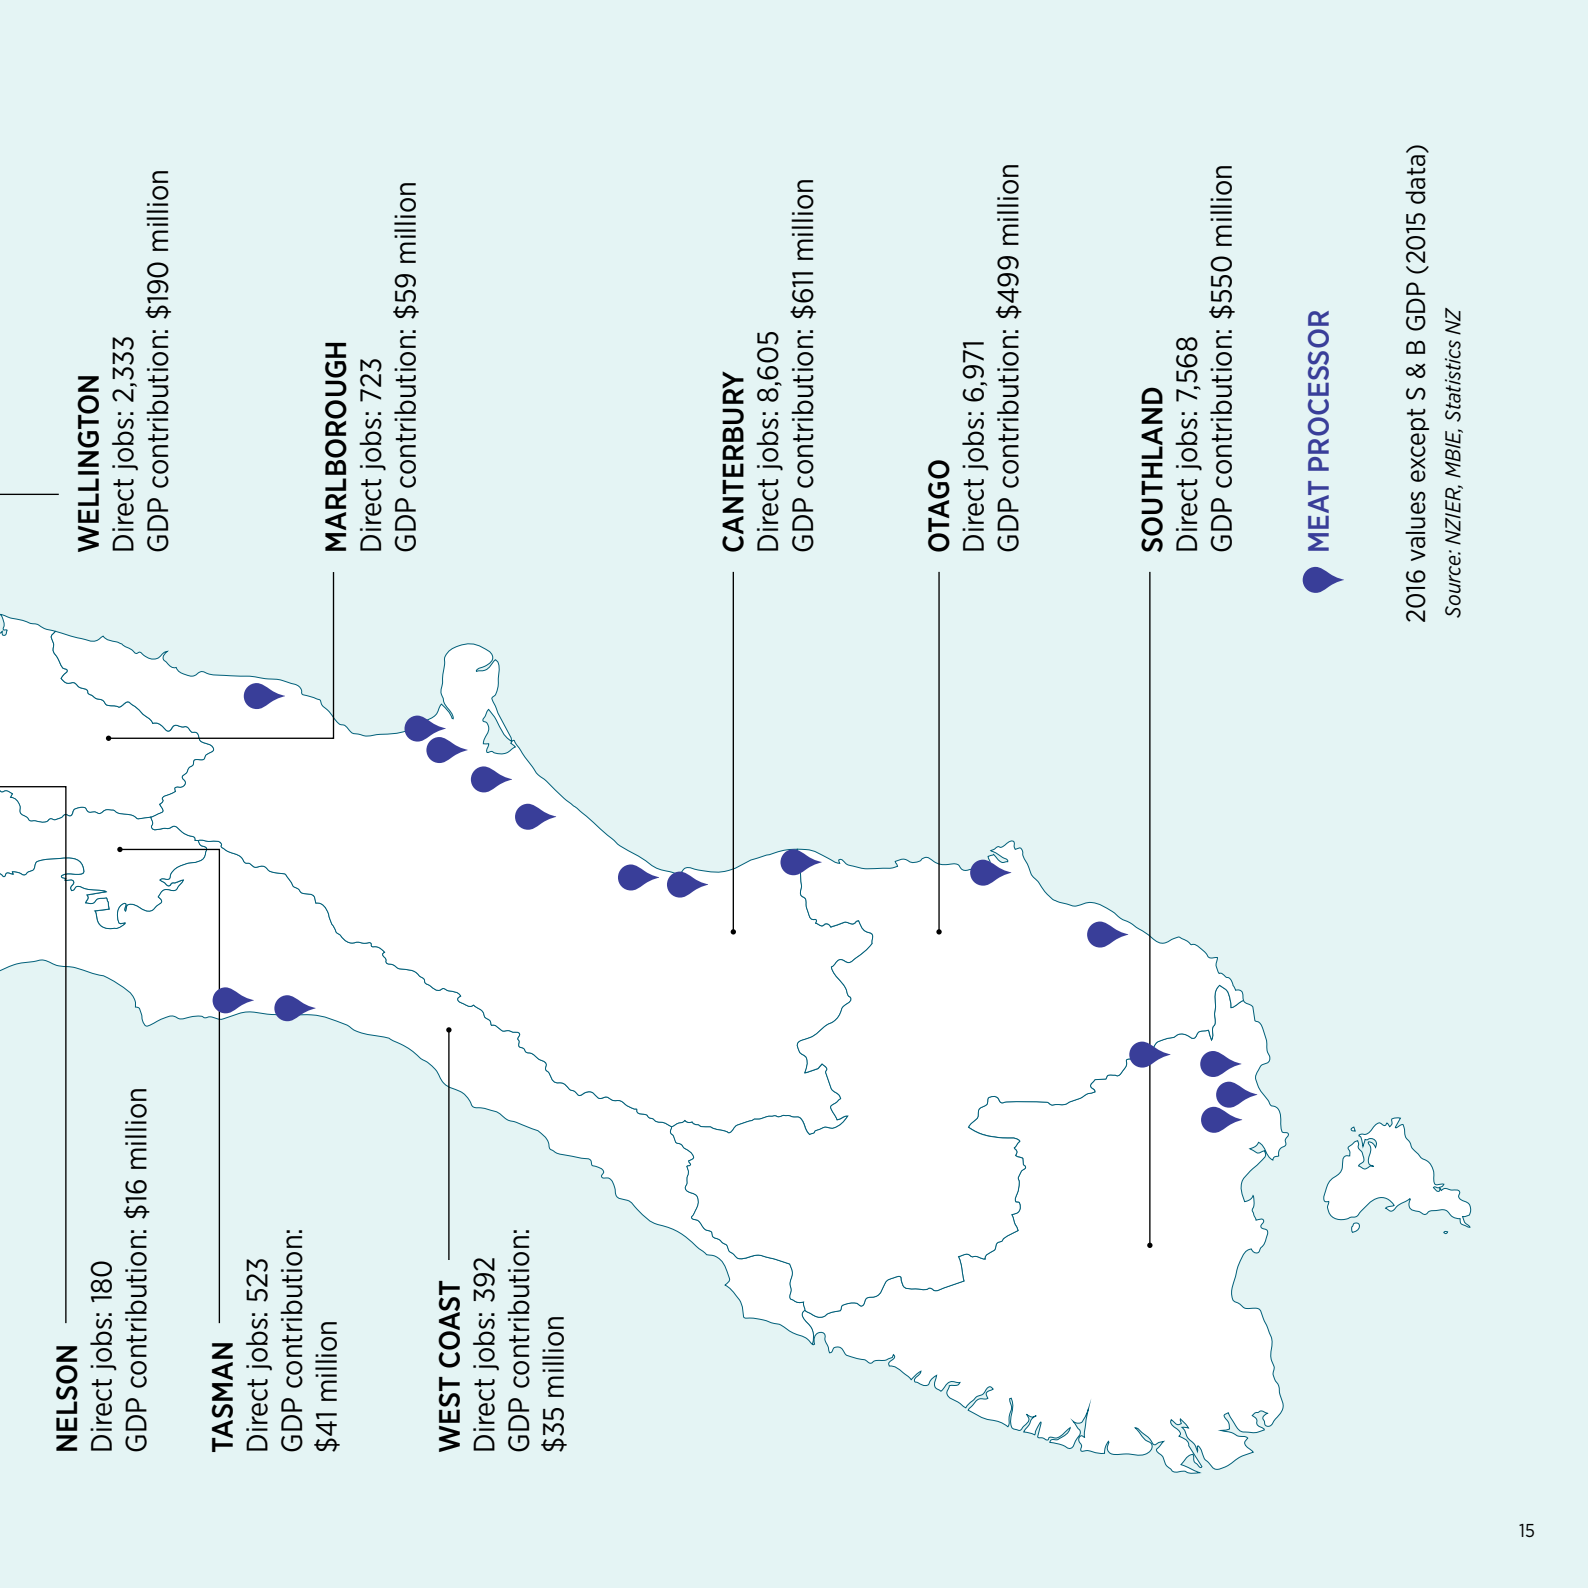 WELLINGTON
Direct jobs: 2,333
GDP contribution: $190 million
MARLBOROUGH
Direct jobs: 723
GDP contribution: $59 million
CANTERBURY
Direct jobs: 8,605
GDP contribution: $611 million
OTAGO
Direct jobs: 6,971
GDP contribution: $499 million
SOUTHLAND
Direct jobs: 7,568
GDP contribution: $550 million
MEAT PROCESSOR
2016 values except S & B GDP (2015 data)
Source: NZIER, MBIE, Statistics NZ
NELSON
Direct jobs: 180
GDP contribution: $16 million
TASMAN
Direct jobs: 523
GDP contribution:
$41 million
WEST COAST
Direct jobs: 392
GDP contribution:
$35 million
15